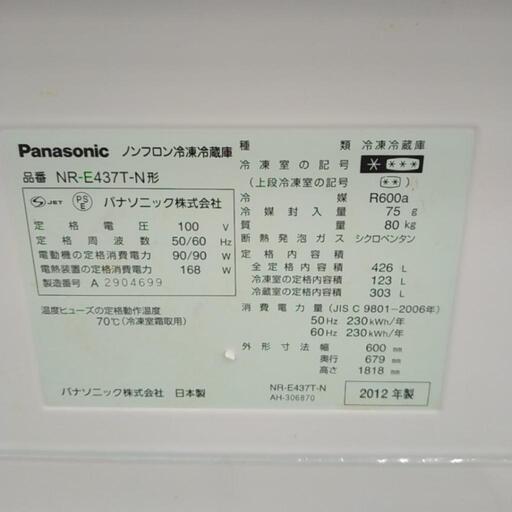 Panasonic ノンフロン冷凍冷蔵庫
品番 NR-E437T-N形
S JET PSE パナソニック株式会社
定格電圧 100 V
定格周波数 50/60 Hz
電動機の定格消費電力 90/90 W
電熱装置の定格消費電力 168 W
製造番号 A 2904699
温度ヒューズの定格動作温度
70℃(冷凍室霜取用)
パナソニック株式会社 日本製
種類 冷凍冷蔵庫
冷凍室の記号
(上段冷凍室の記号 )
冷媒 R600a
冷媒封入量 75 g
質量 80 kg
断熱発泡ガス シクロペンタン
定格内容積
全定格内容積 426 L
冷凍室の定格内容積 123 L
冷蔵室の定格内容積 303 L
消費電力量(JIS C 9801-2006年)
50Hz 230kWh/年
60Hz 230kWh/年
外形寸法 幅 600 mm
奥行 679 mm
高さ 1818 mm
NR-E437T-N
AH-306870
2012年製